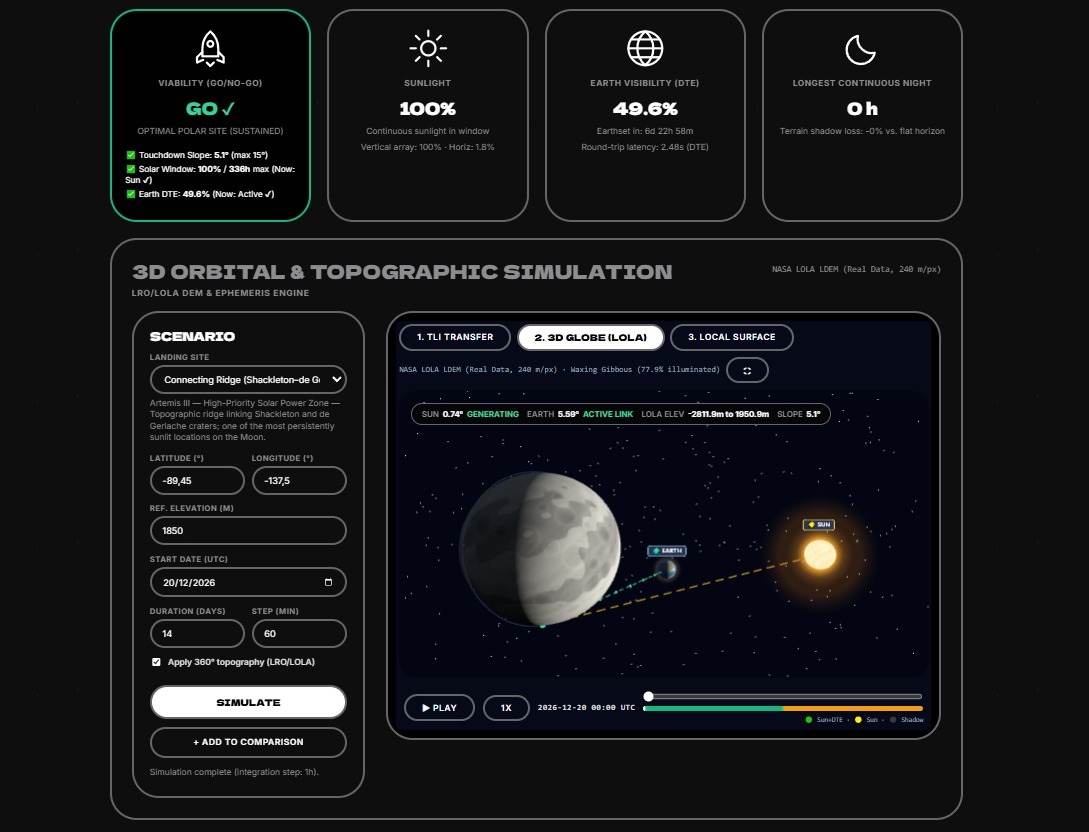 VIABILITY (GO/NO-GO)
GO ✓
OPTIMAL POLAR SITE (SUSTAINED)
✅ Touchdown Slope: 5.1° (max 15°)
✅ Solar Window: 100% / 336h max (Now:
Sun ✓)
✅ Earth DTE: 49.6% (Now: Active ✓)
SUNLIGHT
100%
Continuous sunlight in window
Vertical array: 100% · Horiz: 1.8%
EARTH VISIBILITY (DTE)
49.6%
Earthset in: 6d 22h 58m
Round-trip latency: 2.48s (DTE)
LONGEST CONTINUOUS NIGHT
0 h
Terrain shadow loss: -0% vs. flat horizon
3D ORBITAL & TOPOGRAPHIC SIMULATION
NASA LOLA LDEM (Real Data, 240 m/px)
LRO/LOLA DEM & EPHEMERIS ENGINE
SCENARIO
LANDING SITE
Connecting Ridge (Shackleton–de G
Artemis III — High-Priority Solar Power Zone —
Topographic ridge linking Shackleton and de
Gerlache craters; one of the most persistently
sunlit locations on the Moon.
LATITUDE (°)
LONGITUDE (°)
-89,45
-137,5
REF. ELEVATION (M)
1850
START DATE (UTC)
20/12/2026
DURATION (DAYS)
STEP (MIN)
14
60
Apply 360° topography (LRO/LOLA)
SIMULATE
+ ADD TO COMPARISON
Simulation complete (integration step: 1h).
1. TLI TRANSFER
2. 3D GLOBE (LOLA)
3. LOCAL SURFACE
NASA LOLA LDEM (Real Data, 240 m/px) · Waxing Gibbous (77.9% illuminated)
SUN 0.74° GENERATING EARTH 5.59° ACTIVE LINK LOLA ELEV -2811.9m to 1950.9m SLOPE 5.1°
SUN
EARTH
▶ PLAY
1X
2026-12-20 00:00 UTC
Sun+DTE · Sun · Shadow